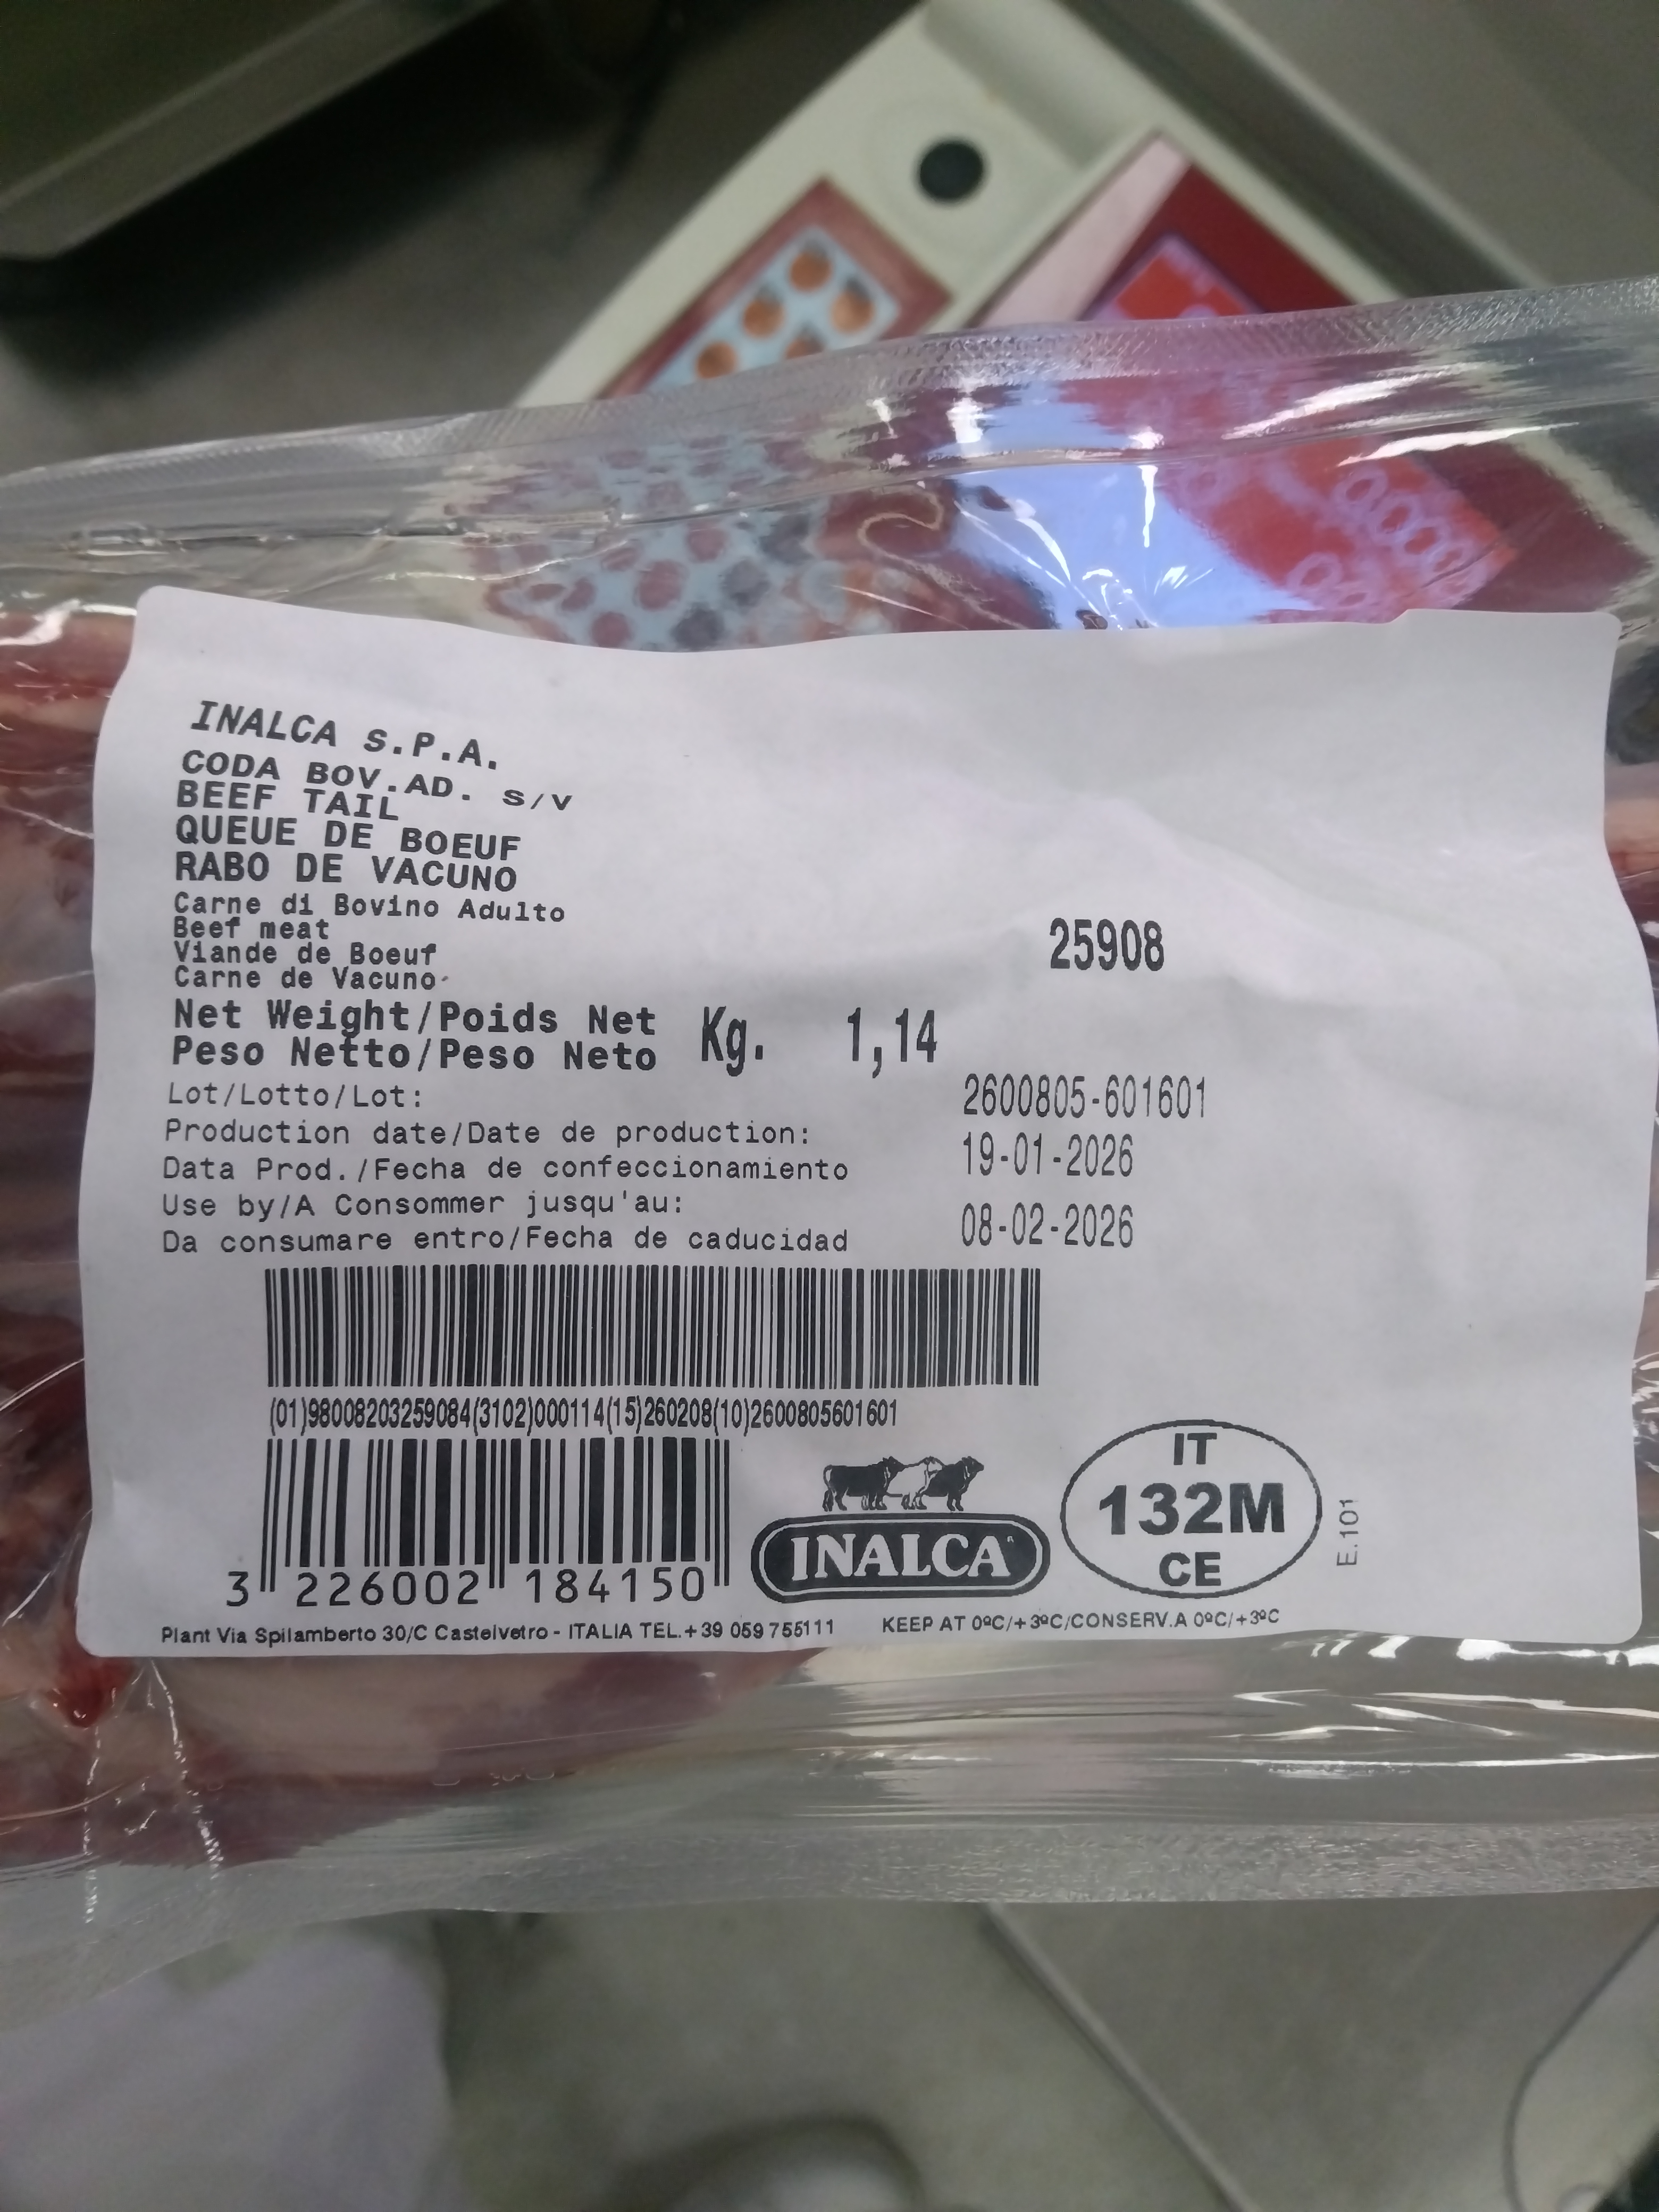 INALCA S.P.A.
CODA BOV.AD. S/V
BEEF TAIL
QUEUE DE BOEUF
RABO DE VACUNO
Carne di Bovino Adulto
Beef meat
Viande de Boeuf
Carne de Vacuno
25908
Net Weight/Poids Net
Peso Netto/Peso Neto Kg. 1,14
Lot/Lotto/Lot: 2600805-601601
Production date/Date de production:
Data Prod./Fecha de confeccionamiento 19-01-2026
Use by/A Consommer jusqu'au:
Da consumare entro/Fecha de caducidad 08-02-2026
(01)98008203259084(3102)000114(15)260208(10)2600805601601
3 226002 184150
INALCA
IT
132M
CE
E.101
Plant Via Spilamberto 30/C Castelvetro - ITALIA TEL.+39 059 755111 KEEP AT 0ºC/+3ºC/CONSERV.A 0ºC/+3ºC